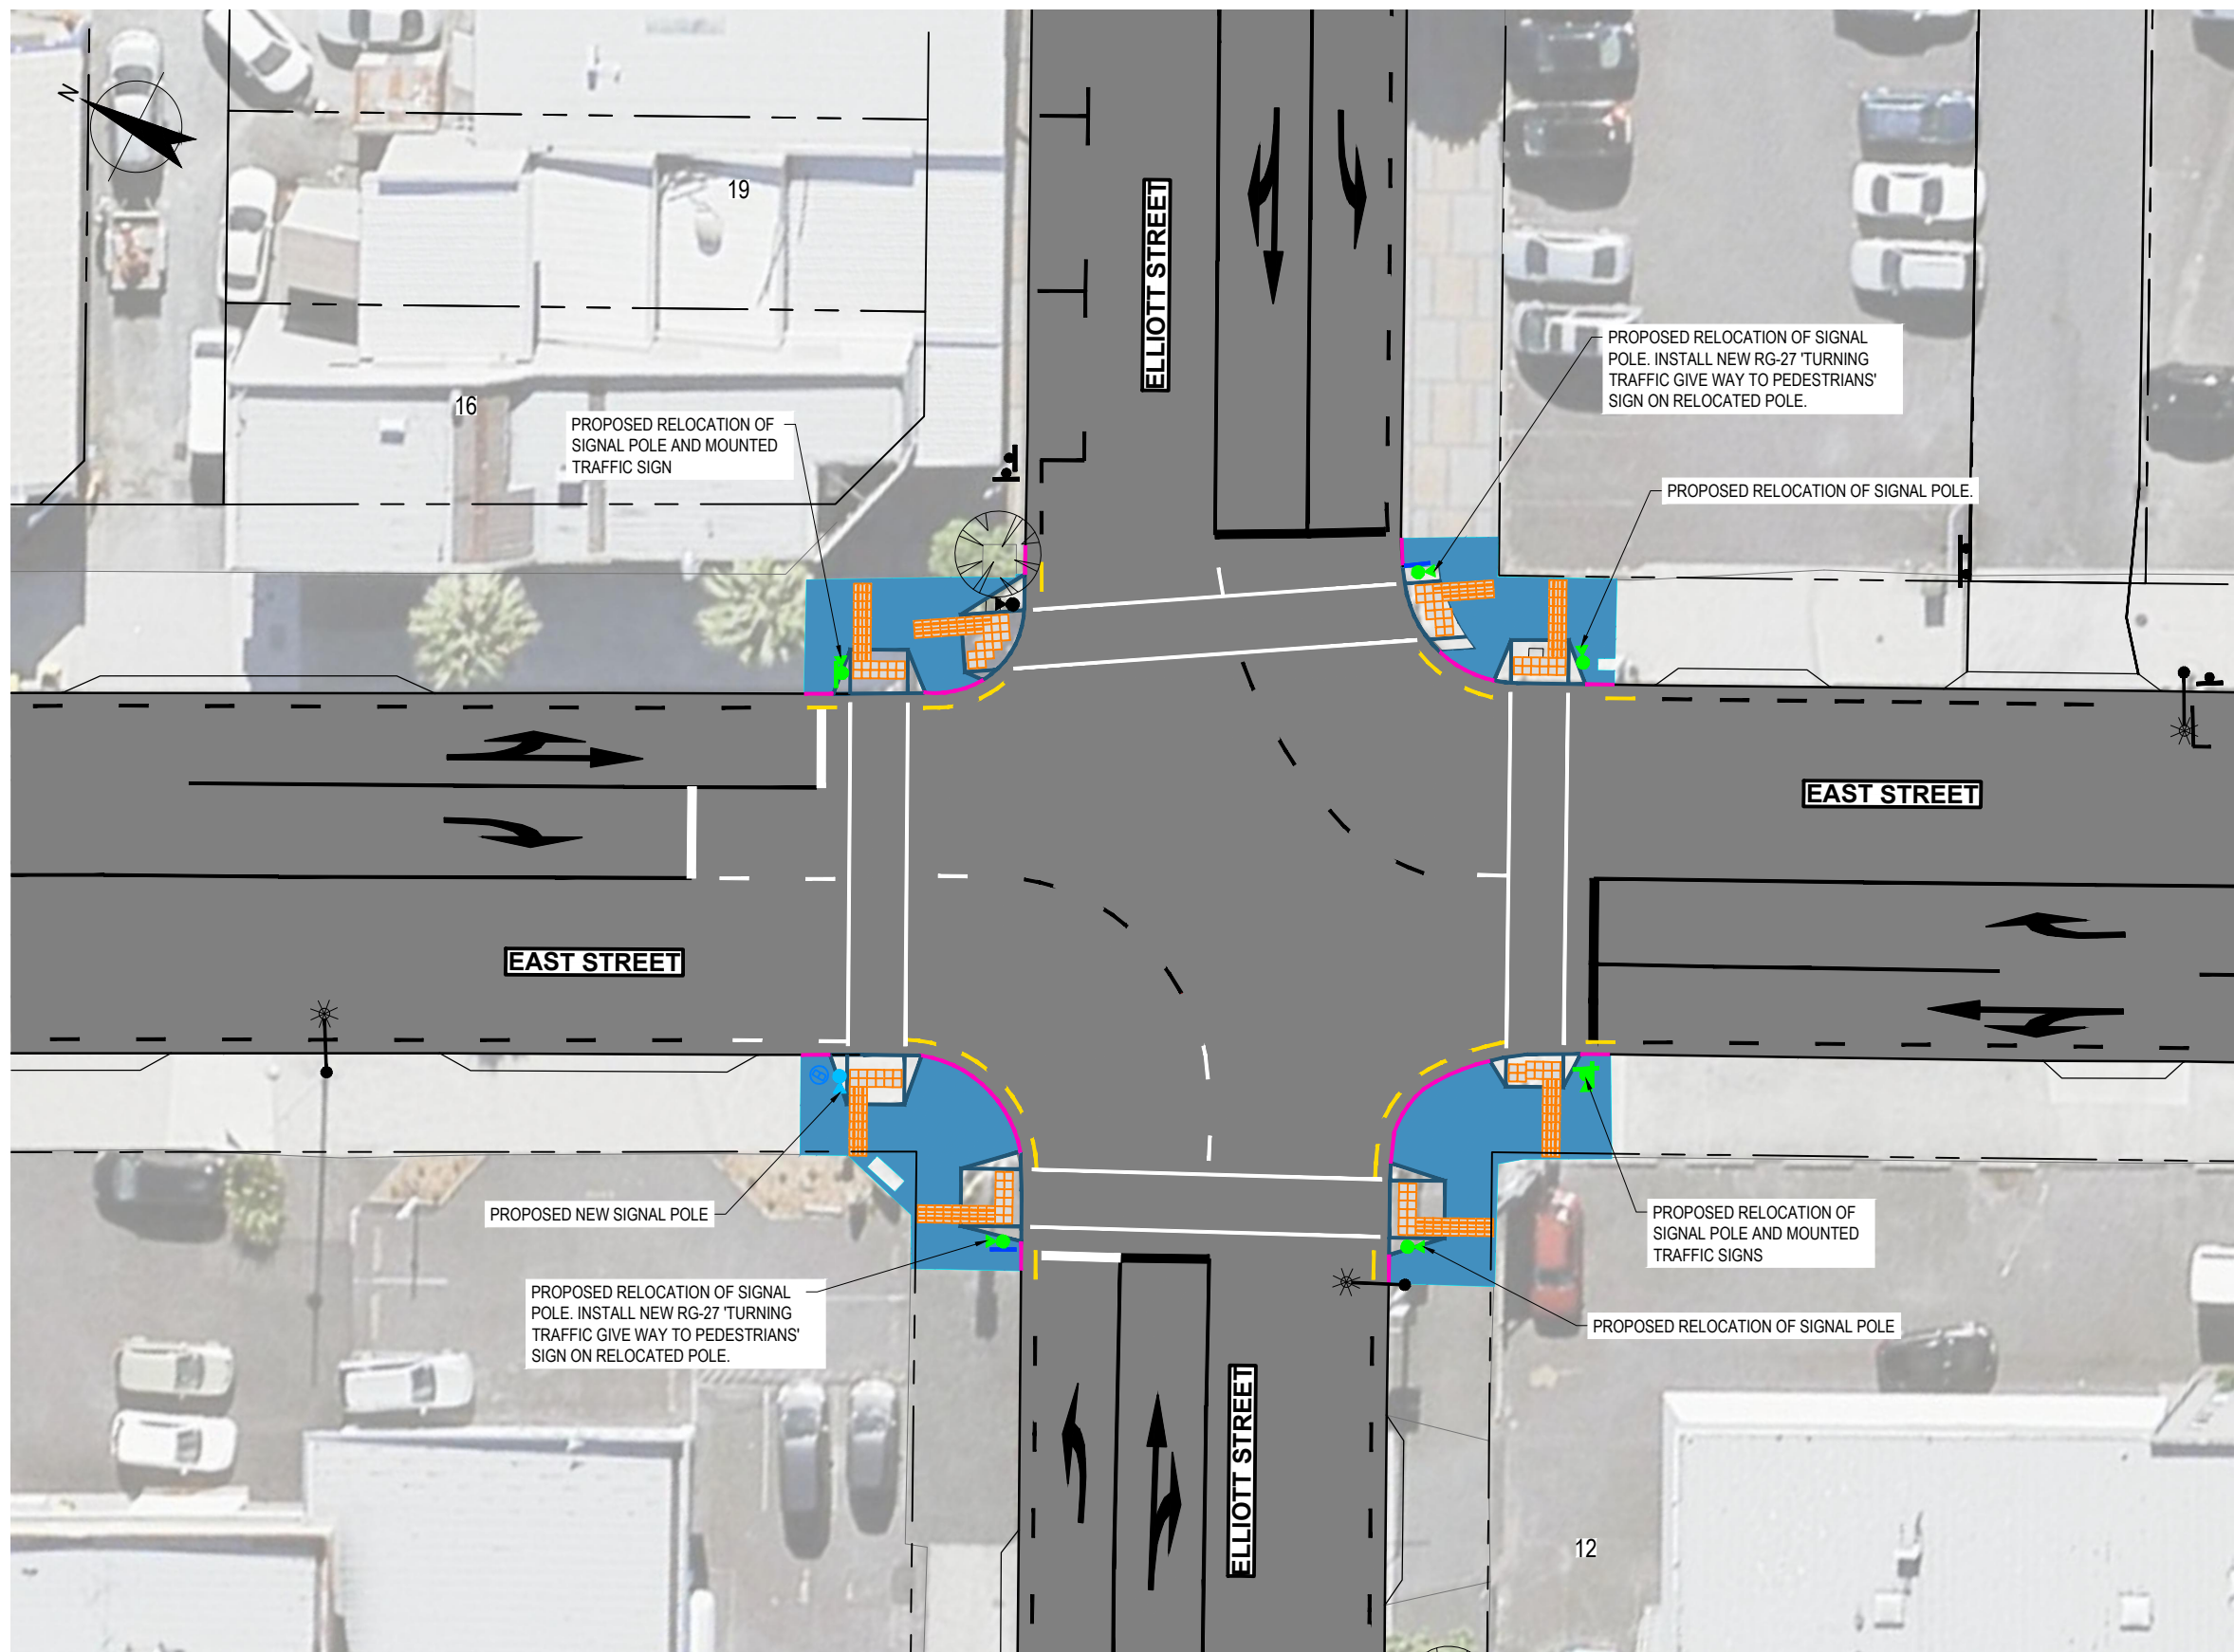 N
19
ELLIOTT STREET
PROPOSED RELOCATION OF SIGNAL
POLE. INSTALL NEW RG-27 'TURNING
TRAFFIC GIVE WAY TO PEDESTRIANS'
SIGN ON RELOCATED POLE.
16
PROPOSED RELOCATION OF
SIGNAL POLE AND MOUNTED
TRAFFIC SIGN
PROPOSED RELOCATION OF SIGNAL POLE.
EAST STREET
EAST STREET
PROPOSED NEW SIGNAL POLE
PROPOSED RELOCATION OF
SIGNAL POLE AND MOUNTED
TRAFFIC SIGNS
PROPOSED RELOCATION OF SIGNAL
POLE. INSTALL NEW RG-27 'TURNING
TRAFFIC GIVE WAY TO PEDESTRIANS'
SIGN ON RELOCATED POLE.
PROPOSED RELOCATION OF SIGNAL POLE
ELLIOTT STREET
12